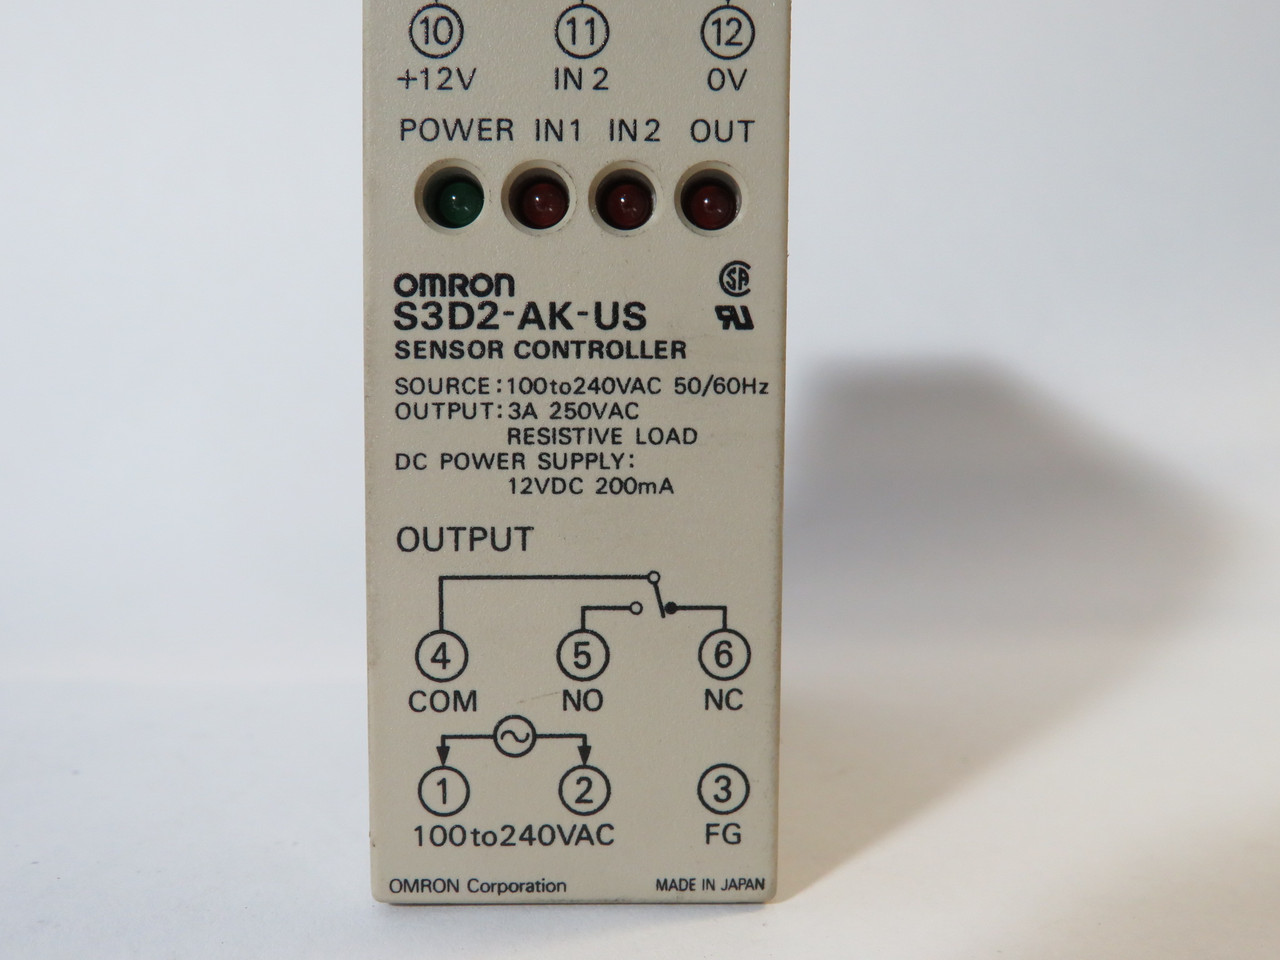 10 11 12
+12V IN 2 0V
POWER IN1 IN2 OUT
OMRON
S3D2-AK-US
SENSOR CONTROLLER
SOURCE:100to240VAC 50/60Hz
OUTPUT:3A 250VAC
RESISTIVE LOAD
DC POWER SUPPLY:
12VDC 200mA
OUTPUT
4 5 6
COM NO NC
1 2 3
100to240VAC FG
OMRON Corporation MADE IN JAPAN